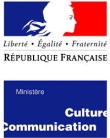 Liberté • Égalité • Fraternité
RÉPUBLIQUE FRANÇAISE
Ministère
Culture
Communication